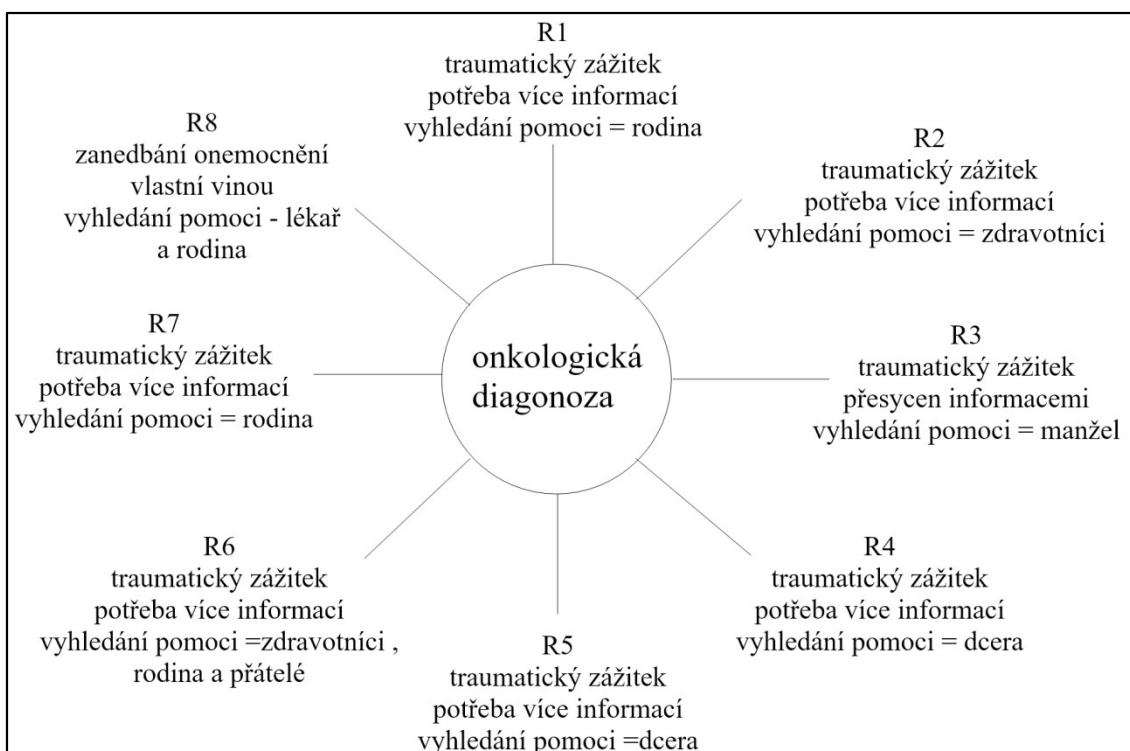 R1
traumatický zážitek
potřeba více informací
vyhledání pomoci = rodina
R2
traumatický zážitek
potřeba více informací
vyhledání pomoci = zdravotníci
R3
traumatický zážitek
přesycen informacemi
vyhledání pomoci = manžel
R4
traumatický zážitek
potřeba více informací
vyhledání pomoci = dcera
R5
traumatický zážitek
potřeba více informací
vyhledání pomoci =dcera
R6
traumatický zážitek
potřeba více informací
vyhledání pomoci =zdravotníci ,
rodina a přátelé
R7
traumatický zážitek
potřeba více informací
vyhledání pomoci = rodina
R8
zanedbání onemocnění
vlastní vinou
vyhledání pomoci - lékař
a rodina
onkologická
diagonoza